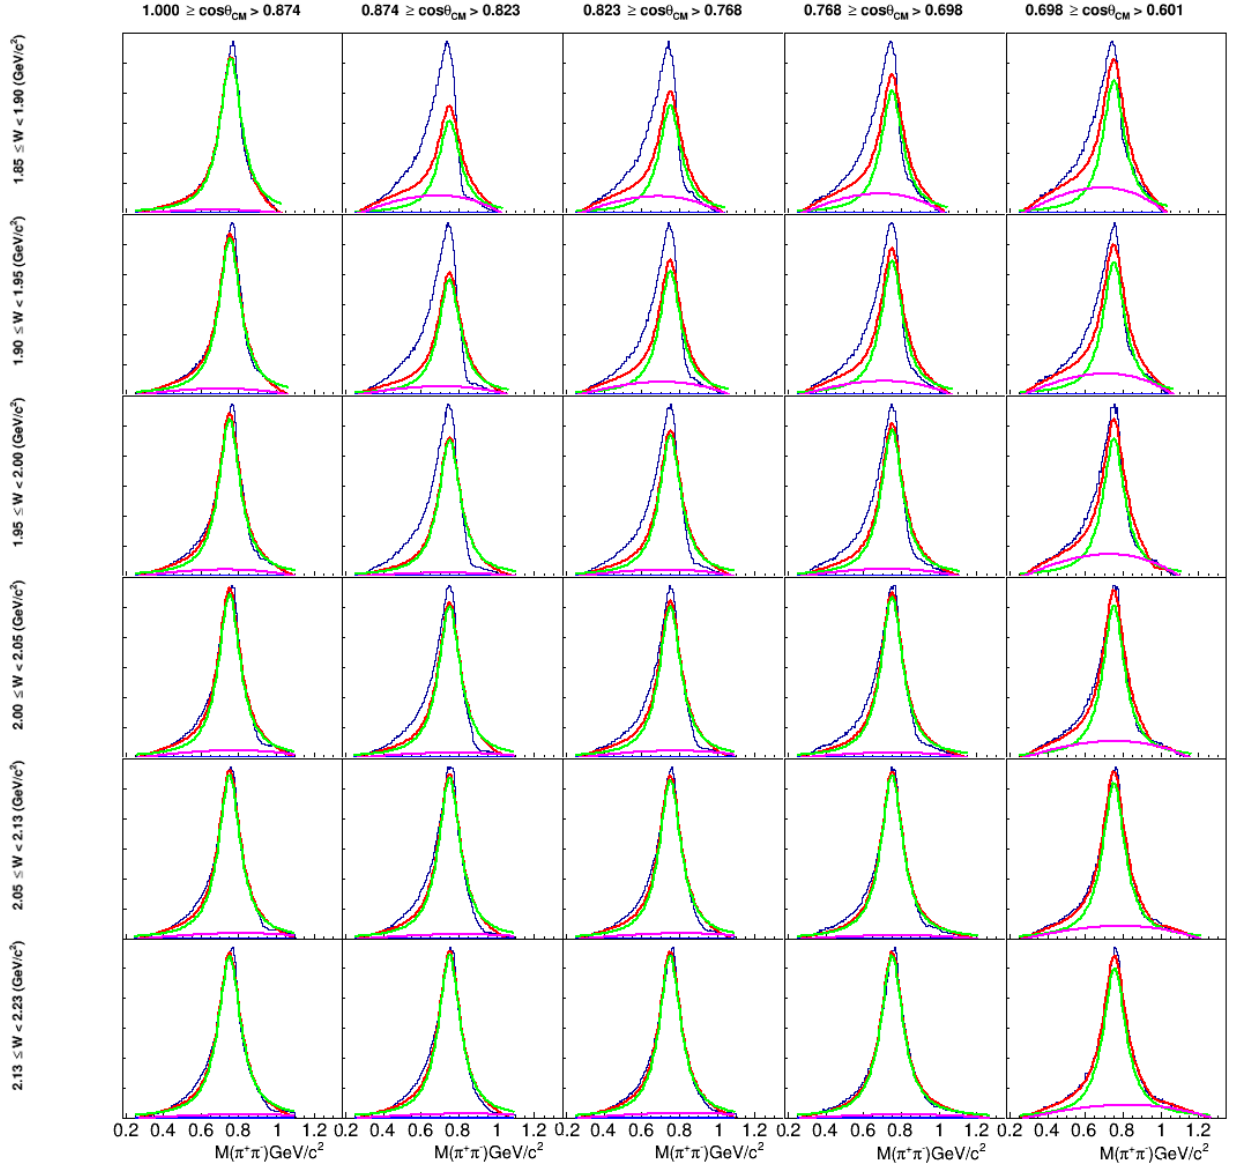 1.000 ≥ cosθCM > 0.874
0.874 ≥ cosθCM > 0.823
0.823 ≥ cosθCM > 0.768
0.768 ≥ cosθCM > 0.698
0.698 ≥ cosθCM > 0.601
1.85 ≤ W < 1.90 (GeV/c²)
1.90 ≤ W < 1.95 (GeV/c²)
1.95 ≤ W < 2.00 (GeV/c²)
2.00 ≤ W < 2.05 (GeV/c²)
2.05 ≤ W < 2.13 (GeV/c²)
2.13 ≤ W < 2.23 (GeV/c²)
0.2 0.4 0.6 0.8 1 1.2
0.2 0.4 0.6 0.8 1 1.2
0.2 0.4 0.6 0.8 1 1.2
0.2 0.4 0.6 0.8 1 1.2
0.2 0.4 0.6 0.8 1 1.2
M(π⁺π⁻)GeV/c²
M(π⁺π⁻)GeV/c²
M(π⁺π⁻)GeV/c²
M(π⁺π⁻)GeV/c²
M(π⁺π⁻)GeV/c²